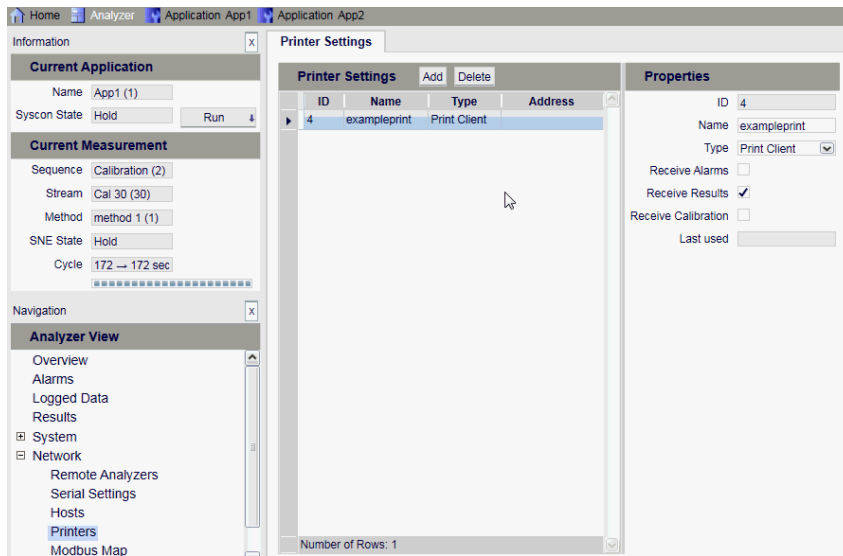 Home Analyzer Application App1 Application App2
Information x
Current Application
Name App1 (1)
Syscon State Hold Run
Current Measurement
Sequence Calibration (2)
Stream Cal 30 (30)
Method method 1 (1)
SNE State Hold
Cycle 172 → 172 sec
Navigation x
Analyzer View
Overview
Alarms
Logged Data
Results
System
Network
Remote Analyzers
Serial Settings
Hosts
Printers
Modbus Map
Printer Settings
Printer Settings Add Delete
ID Name Type Address
4 exampleprint Print Client
Number of Rows: 1
Properties
ID 4
Name exampleprint
Type Print Client
Receive Alarms
Receive Results
Receive Calibration
Last used